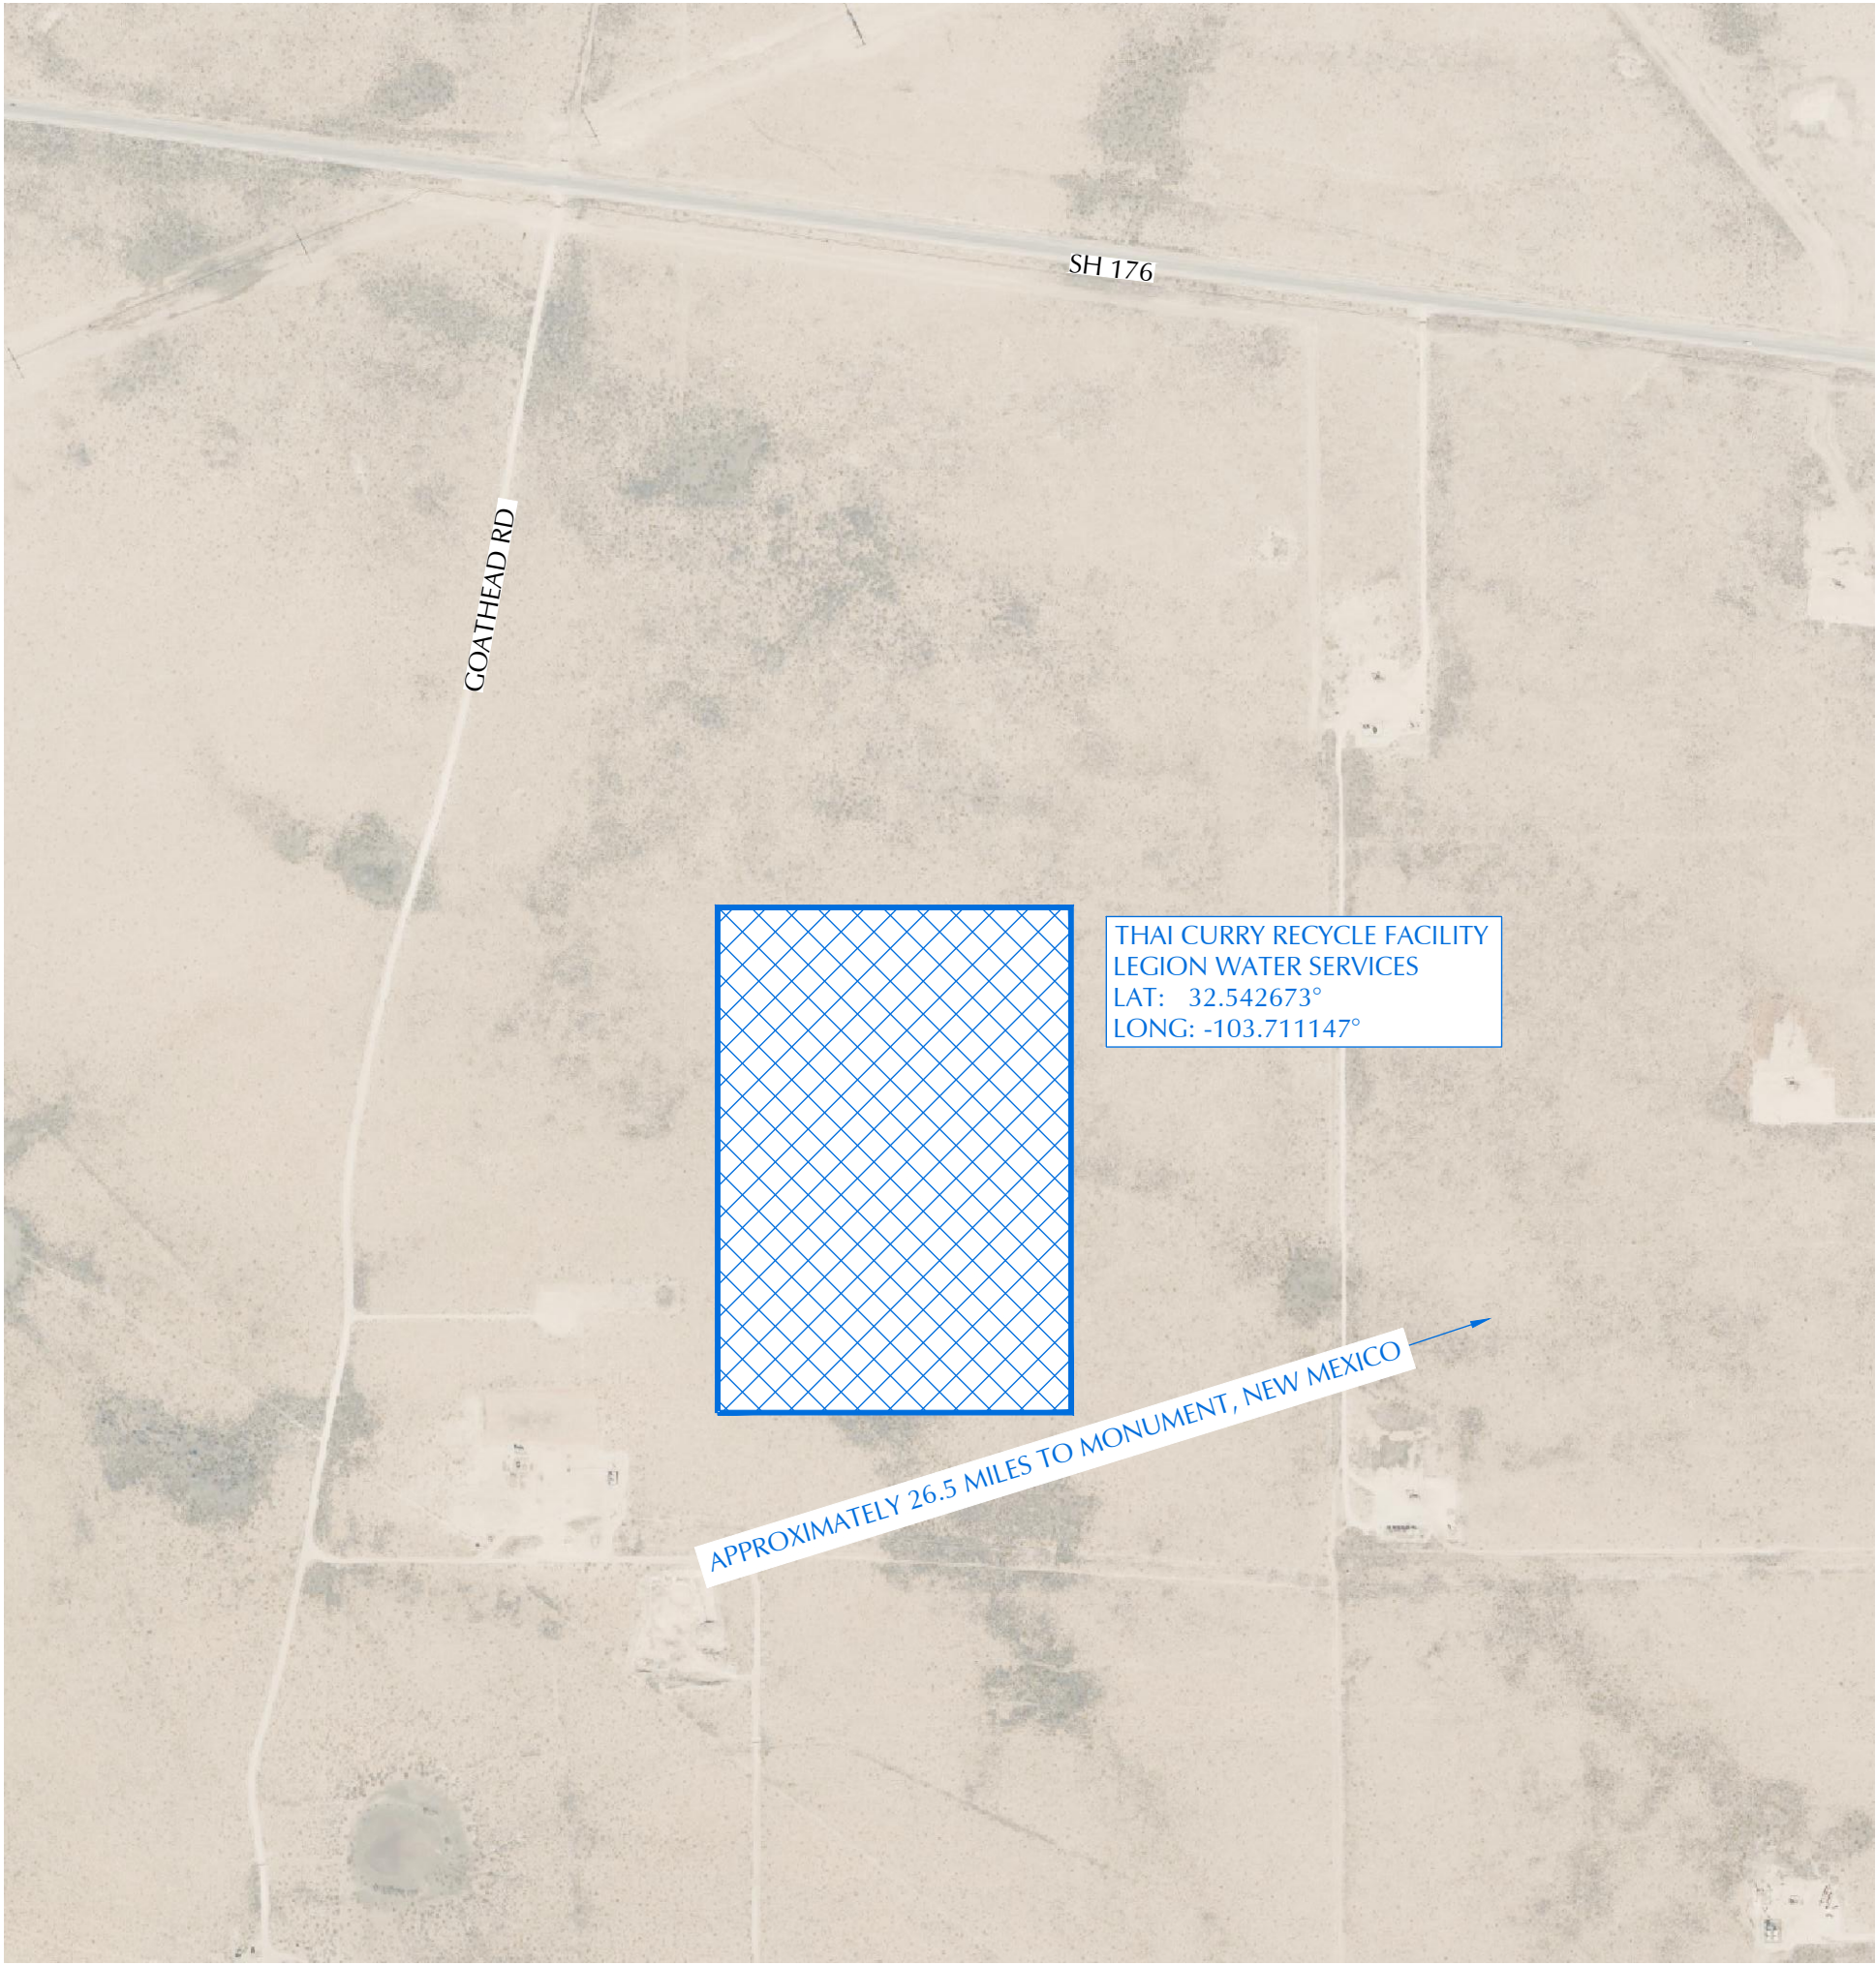 SH 176
GOATHEAD RD
THAI CURRY RECYCLE FACILITY
LEGION WATER SERVICES
LAT: 32.542673°
LONG: -103.711147°
APPROXIMATELY 26.5 MILES TO MONUMENT, NEW MEXICO